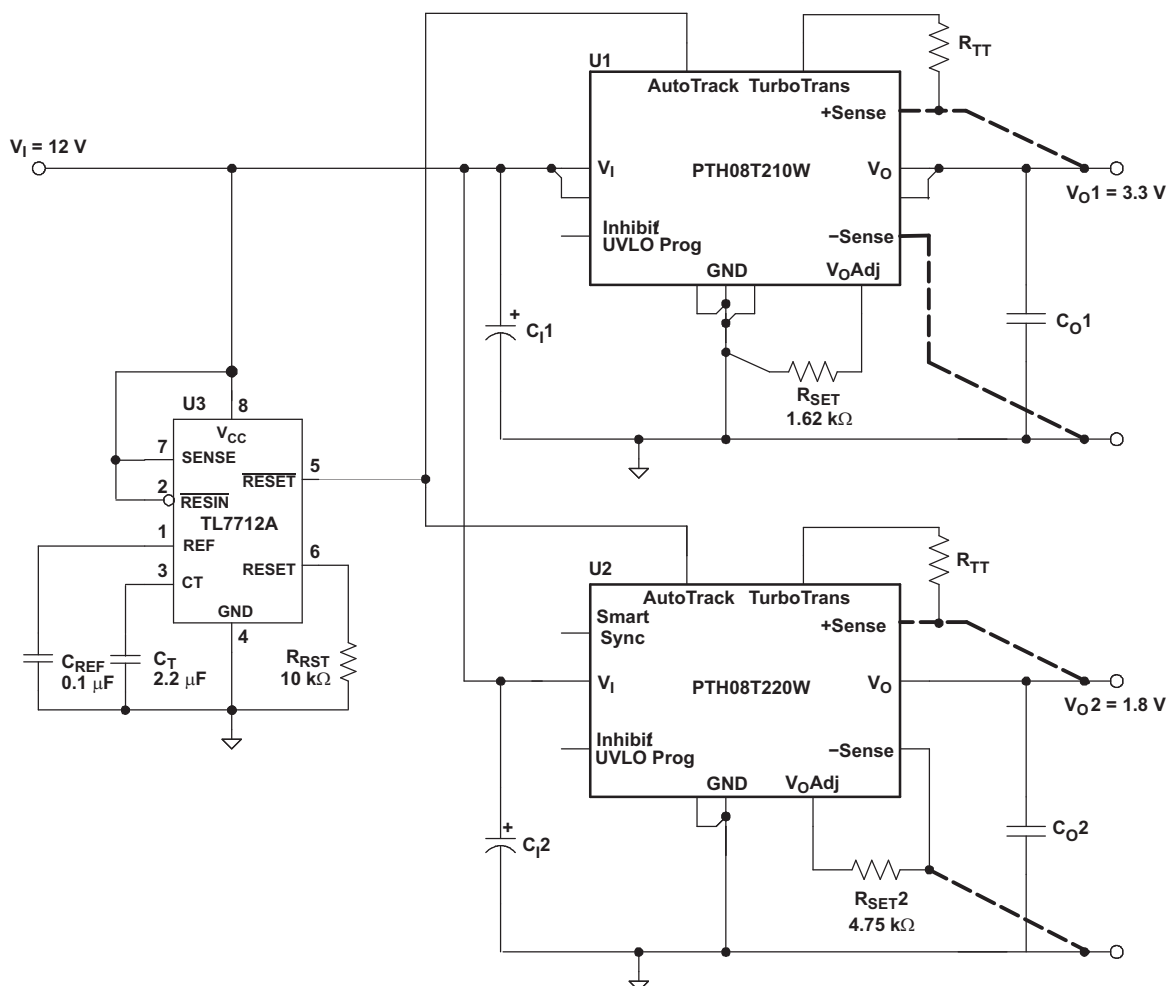 U1
AutoTrack TurboTrans
R_TT
+Sense
V_I = 12 V
V_I
PTH08T210W
V_O
V_O1 = 3.3 V
Inhibit/
UVLO Prog
−Sense
GND
V_OAdj
C_I1
+
R_SET
1.62 kΩ
C_O1
U3
8
V_CC
7
SENSE
5
RESET
2
RESIN
TL7712A
1
REF
6
RESET
3
CT
GND
4
C_REF
0.1 µF
C_T
2.2 µF
R_RST
10 kΩ
U2
AutoTrack TurboTrans
R_TT
Smart
Sync
+Sense
V_I
PTH08T220W
V_O
V_O2 = 1.8 V
Inhibit/
UVLO Prog
−Sense
GND
V_OAdj
+
C_I2
R_SET2
4.75 kΩ
C_O2